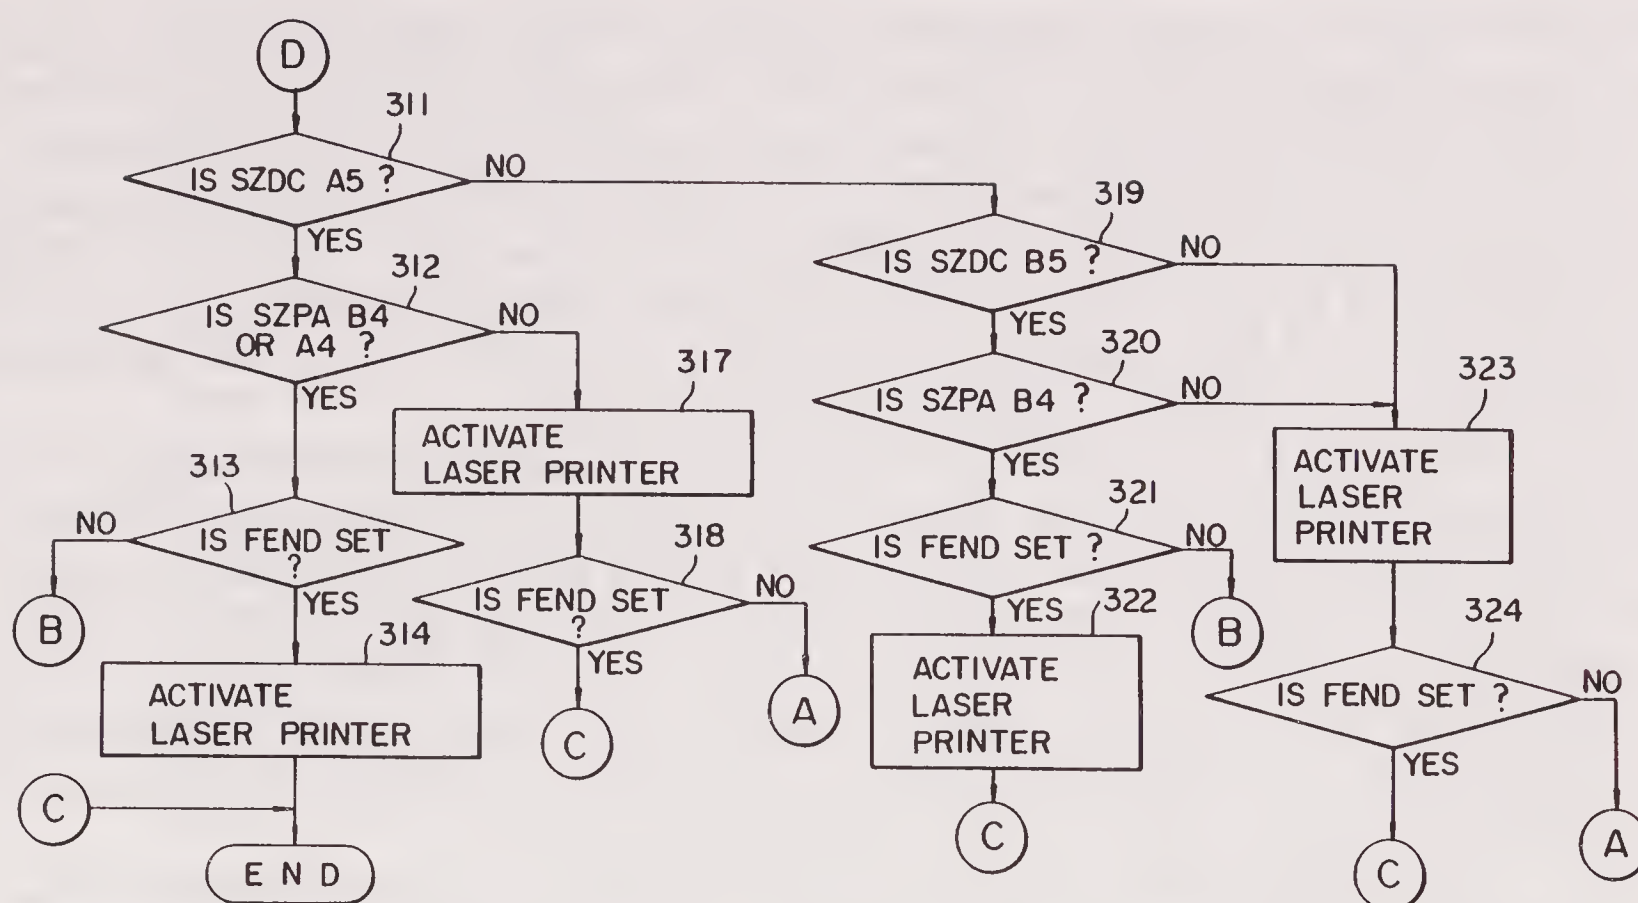 D
311
IS SZDC A5 ?
NO
YES
319
IS SZDC B5 ?
NO
YES
312
IS SZPA B4
OR A4 ?
NO
YES
320
IS SZPA B4 ?
NO
YES
317
ACTIVATE
LASER PRINTER
323
ACTIVATE
LASER
PRINTER
313
IS FEND SET
?
NO
YES
B
318
IS FEND SET
?
NO
YES
A
C
321
IS FEND SET ?
NO
YES
B
314
ACTIVATE
LASER PRINTER
322
ACTIVATE
LASER
PRINTER
C
324
IS FEND SET ?
NO
YES
A
C
C
END